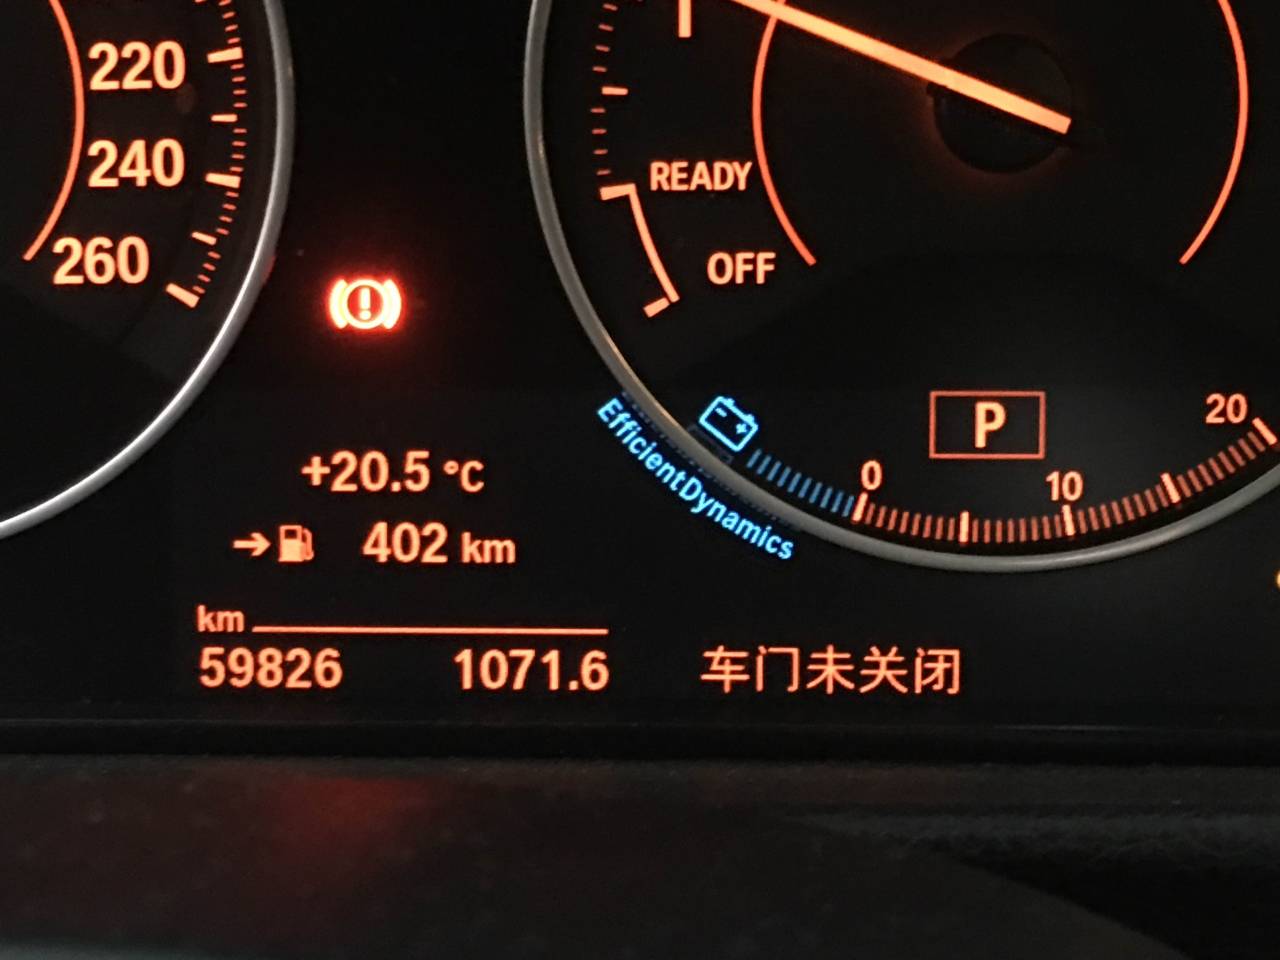 220
240
260
READY
OFF
EfficientDynamics
P
0
10
20
+20.5 °C
402 km
km
59826 1071.6
车门未关闭